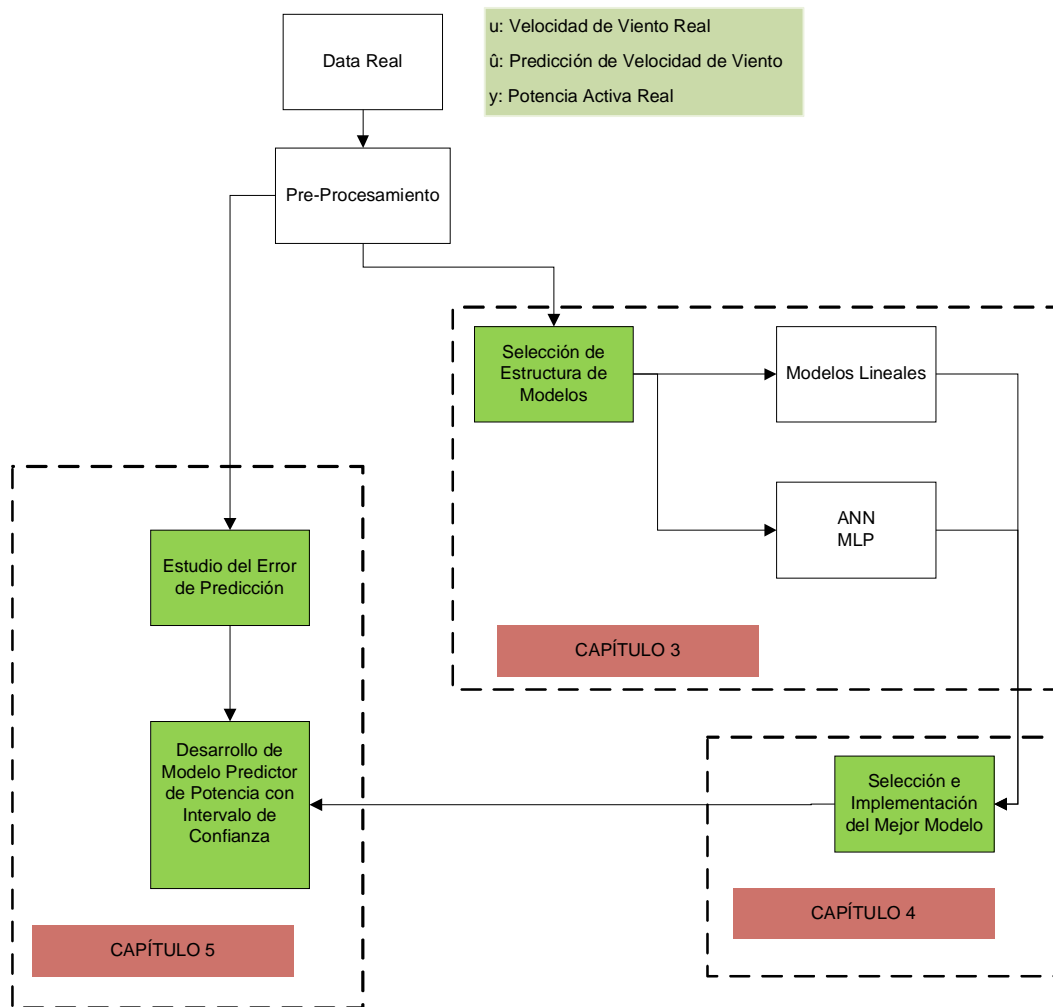 Data Real
u: Velocidad de Viento Real
û: Predicción de Velocidad de Viento
y: Potencia Activa Real
Pre-Procesamiento
Selección de
Estructura de
Modelos
Modelos Lineales
ANN
MLP
CAPÍTULO 3
Estudio del Error
de Predicción
Desarrollo de
Modelo Predictor
de Potencia con
Intervalo de
Confianza
Selección e
Implementación
del Mejor Modelo
CAPÍTULO 4
CAPÍTULO 5